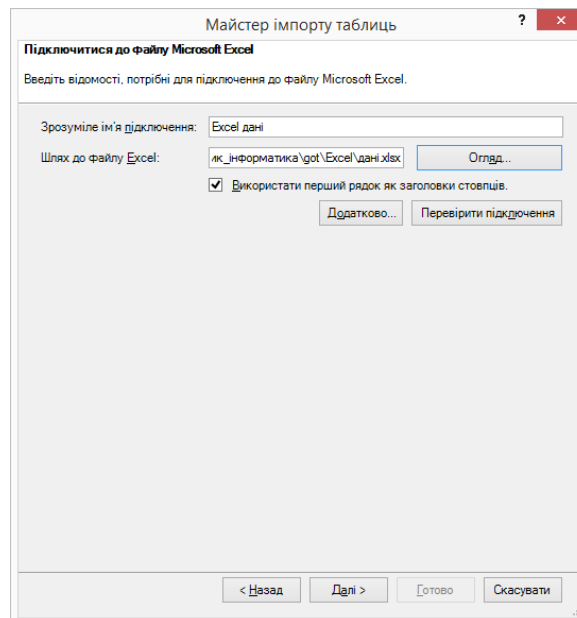 Майстер імпорту таблиць ? ×
Підключитися до файлу Microsoft Excel
Введіть відомості, потрібні для підключення до файлу Microsoft Excel.
Зрозуміле ім'я підключення: Excel дані
Шлях до файлу Excel: ик_інформатика\got\Excel\дані.xlsx Огляд...
Використати перший рядок як заголовки стовпців.
Додатково... Перевірити підключення
< Назад Далі > Готово Скасувати